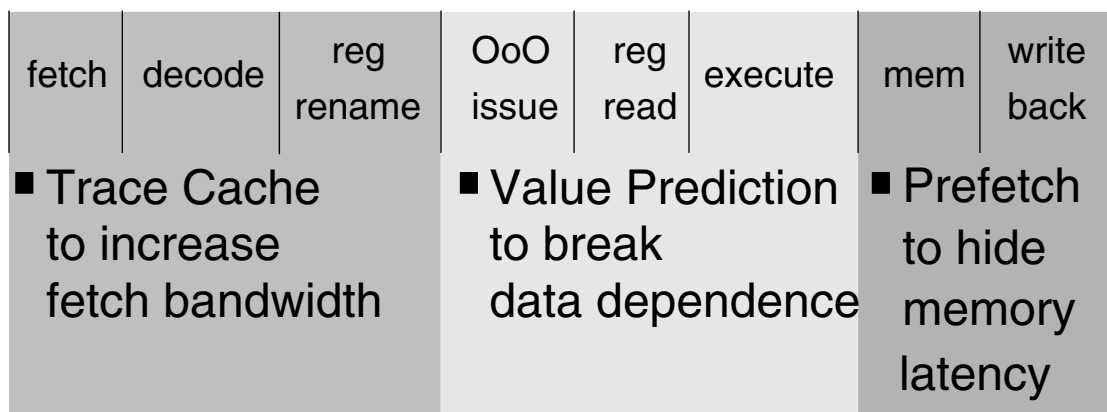 fetch
decode
reg
rename
OoO
issue
reg
read
execute
mem
write
back
■ Trace Cache
to increase
fetch bandwidth
■ Value Prediction
to break
data dependence
■ Prefetch
to hide
memory
latency